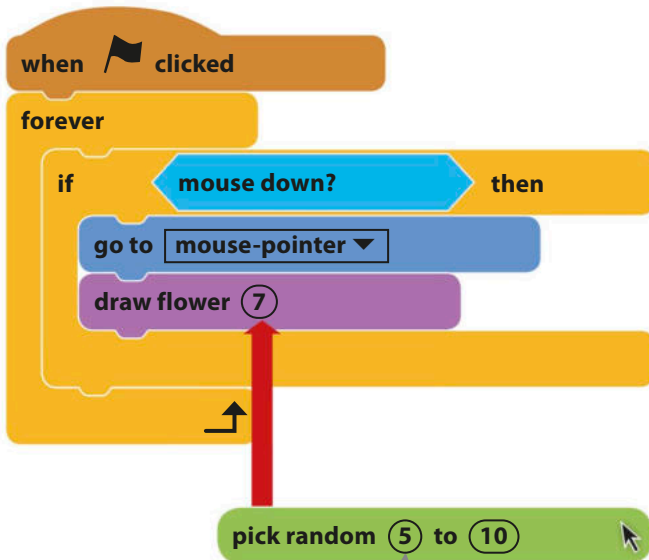 when clicked
forever
if mouse down? then
go to mouse-pointer
draw flower 7
pick random 5 to 10